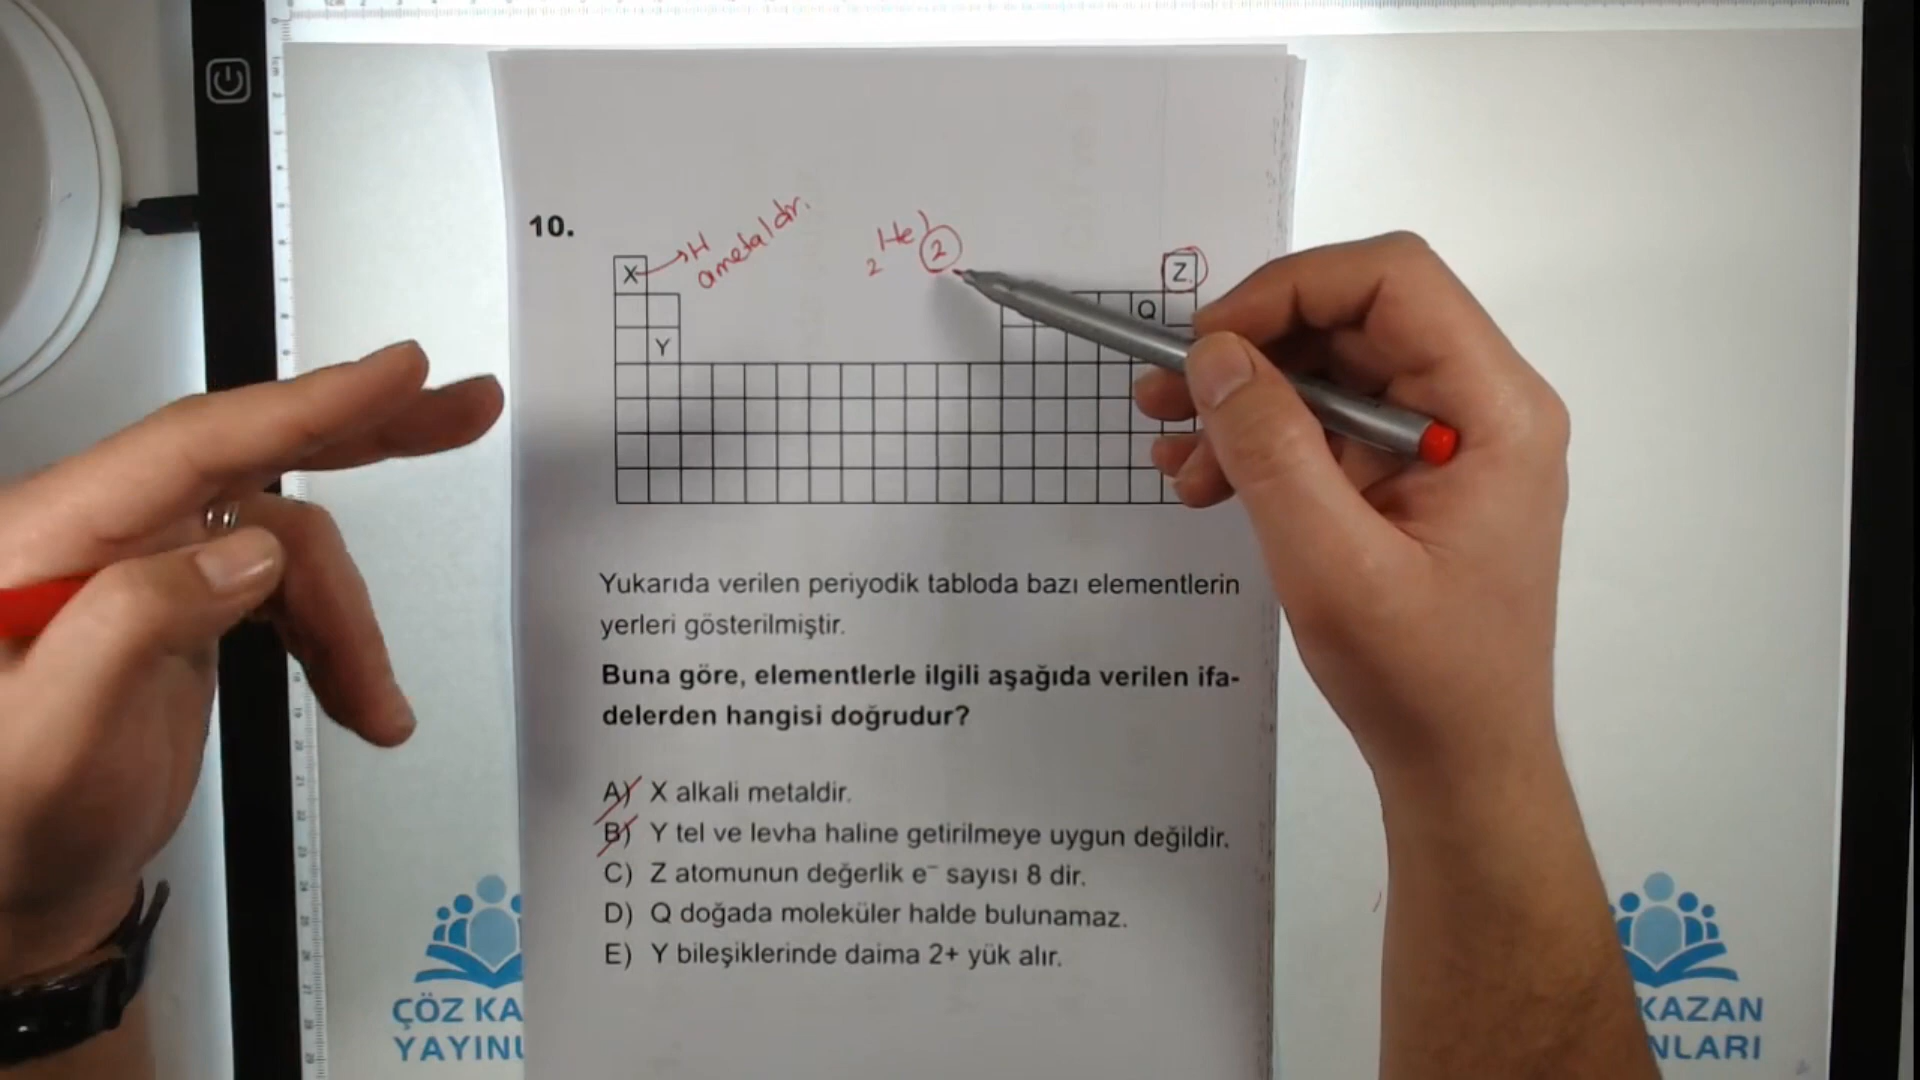 10.
X → H
ametaldir.
₂He) 2
Z
Q
Y
Yukarıda verilen periyodik tabloda bazı elementlerin
yerleri gösterilmiştir.
Buna göre, elementlerle ilgili aşağıda verilen ifa-
delerden hangisi doğrudur?
A) X alkali metaldir.
B) Y tel ve levha haline getirilmeye uygun değildir.
C) Z atomunun değerlik e⁻ sayısı 8 dir.
D) Q doğada moleküler halde bulunamaz.
E) Y bileşiklerinde daima 2+ yük alır.
ÇÖZ KA
YAYINL
KAZAN
NLARI